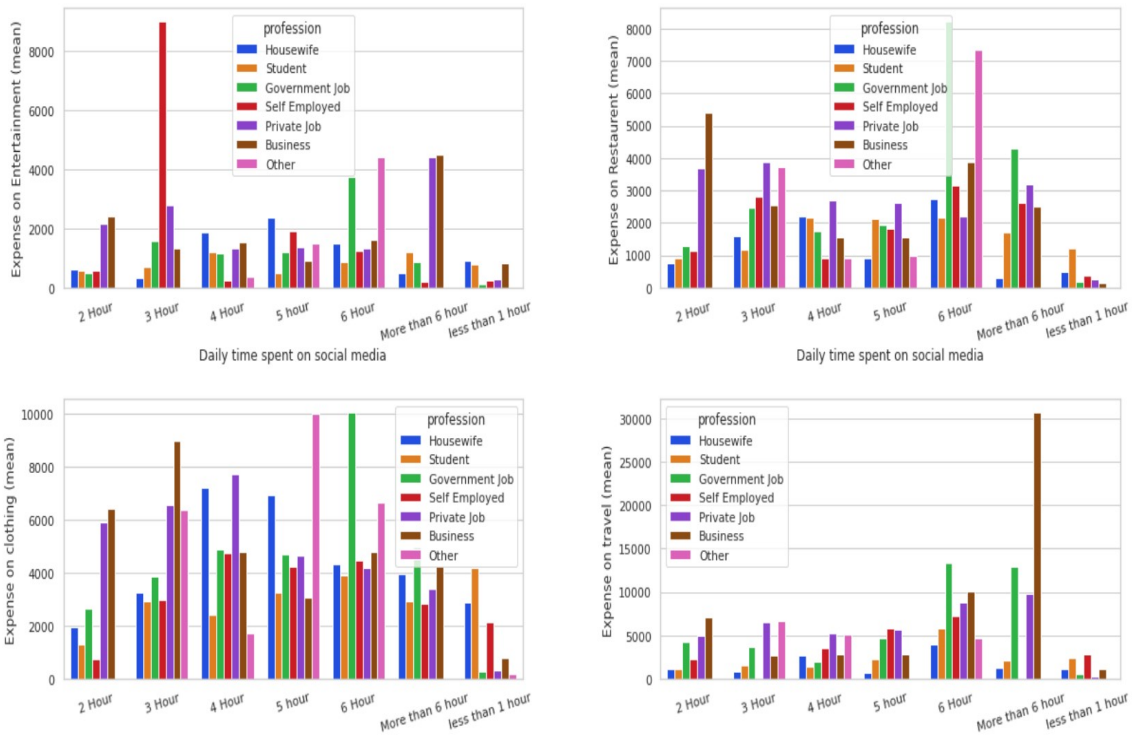 Expense on Entertainment (mean)
8000
6000
4000
2000
0
profession
Housewife
Student
Government Job
Self Employed
Private Job
Business
Other
2 Hour
3 Hour
4 Hour
5 hour
6 Hour
More than 6 hour
less than 1 hour
Daily time spent on social media
Expense on Restaurent (mean)
8000
7000
6000
5000
4000
3000
2000
1000
0
profession
Housewife
Student
Government Job
Self Employed
Private Job
Business
Other
2 Hour
3 Hour
4 Hour
5 hour
6 Hour
More than 6 hour
less than 1 hour
Daily time spent on social media
Expense on clothing (mean)
10000
8000
6000
4000
2000
0
profession
Housewife
Student
Government Job
Self Employed
Private Job
Business
Other
2 Hour
3 Hour
4 Hour
5 hour
6 Hour
More than 6 hour
less than 1 hour
Expense on travel (mean)
30000
25000
20000
15000
10000
5000
0
profession
Housewife
Student
Government Job
Self Employed
Private Job
Business
Other
2 Hour
3 Hour
4 Hour
5 hour
6 Hour
More than 6 hour
less than 1 hour